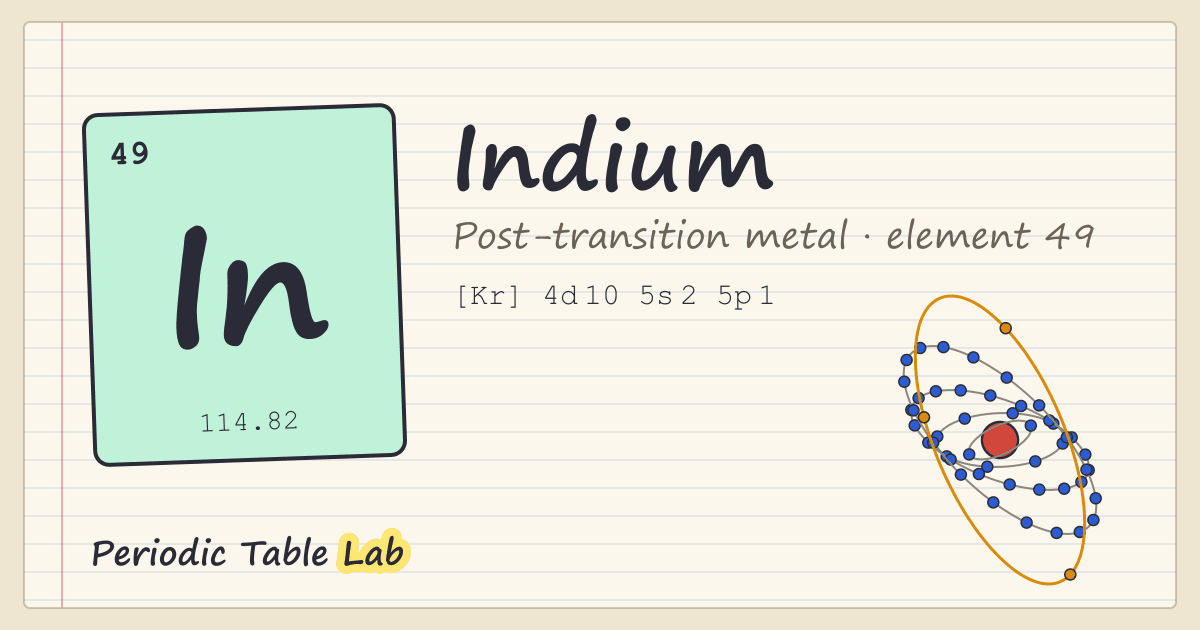 49
In
114.82
Indium
Post-transition metal · element 49
[Kr] 4d10 5s2 5p1
Periodic Table Lab